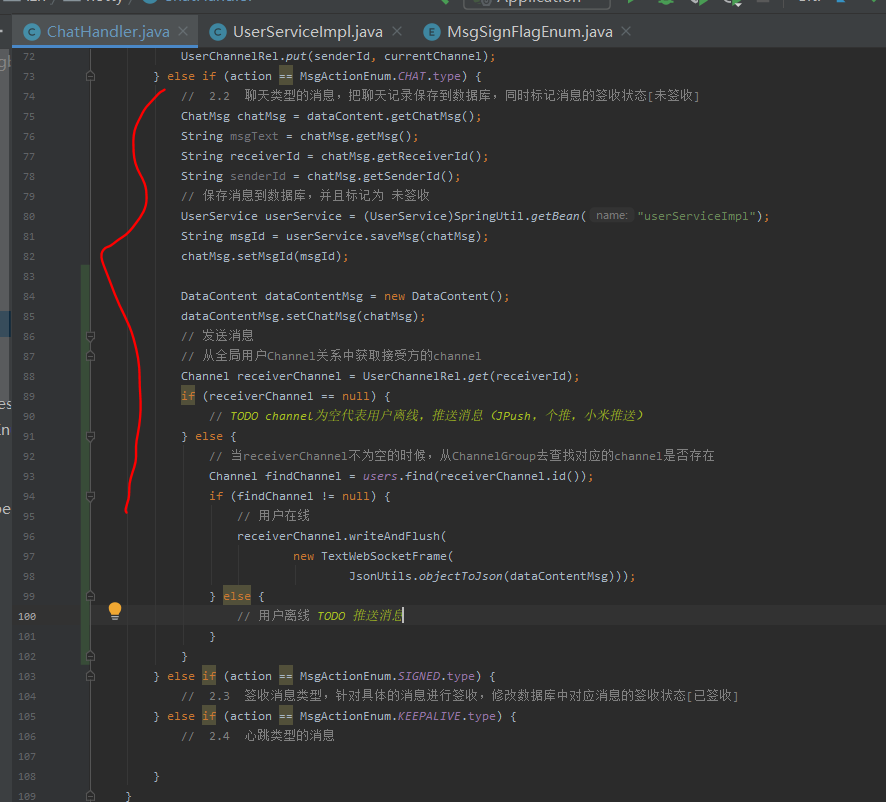 ChatHandler.java
UserServiceImpl.java
MsgSignFlagEnum.java
72 UserChannelRel.put(senderId, currentChannel);
73 } else if (action == MsgActionEnum.CHAT.type) {
74 // 2.2 聊天类型的消息，把聊天记录保存到数据库，同时标记消息的签收状态[未签收]
75 ChatMsg chatMsg = dataContent.getChatMsg();
76 String msgText = chatMsg.getMsg();
77 String receiverId = chatMsg.getReceiverId();
78 String senderId = chatMsg.getSenderId();
79 // 保存消息到数据库，并且标记为 未签收
80 UserService userService = (UserService)SpringUtil.getBean( name: "userServiceImpl");
81 String msgId = userService.saveMsg(chatMsg);
82 chatMsg.setMsgId(msgId);
83
84 DataContent dataContentMsg = new DataContent();
85 dataContentMsg.setChatMsg(chatMsg);
86 // 发送消息
87 // 从全局用户Channel关系中获取接受方的channel
88 Channel receiverChannel = UserChannelRel.get(receiverId);
89 if (receiverChannel == null) {
90 // TODO channel为空代表用户离线，推送消息（JPush，个推，小米推送）
91 } else {
92 // 当receiverChannel不为空的时候，从ChannelGroup去查找对应的channel是否存在
93 Channel findChannel = users.find(receiverChannel.id());
94 if (findChannel != null) {
95 // 用户在线
96 receiverChannel.writeAndFlush(
97 new TextWebSocketFrame(
98 JsonUtils.objectToJson(dataContentMsg)));
99 } else {
100 // 用户离线 TODO 推送消息
101 }
102 }
103 } else if (action == MsgActionEnum.SIGNED.type) {
104 // 2.3 签收消息类型，针对具体的消息进行签收，修改数据库中对应消息的签收状态[已签收]
105 } else if (action == MsgActionEnum.KEEPALIVE.type) {
106 // 2.4 心跳类型的消息
107
108 }
109 }